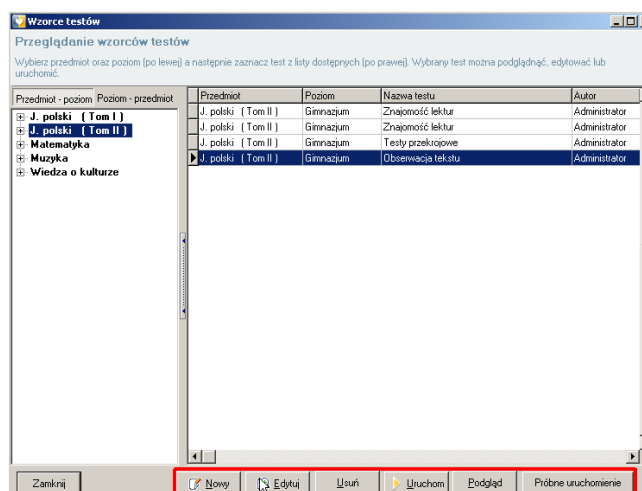 Wzorce testów
Przeglądanie wzorców testów
Wybierz przedmiot oraz poziom (po lewej) a następnie zaznacz test z listy dostępnych (po prawej). Wybrany test można podglądnąć, edytować lub
uruchomić.
Przedmiot - poziom Poziom - przedmiot
J. polski ( Tom I )
J. polski ( Tom II )
Matematyka
Muzyka
Wiedza o kulturze
Przedmiot Poziom Nazwa testu Autor
J. polski ( Tom II ) Gimnazjum Znajomość lektur Administrator
J. polski ( Tom II ) Gimnazjum Znajomość lektur Administrator
J. polski ( Tom II ) Gimnazjum Testy przekrojowe Administrator
J. polski ( Tom II ) Gimnazjum Obserwacja tekstu Administrator
Zamknij Nowy Edytuj Usuń Uruchom Podgląd Próbne uruchomienie